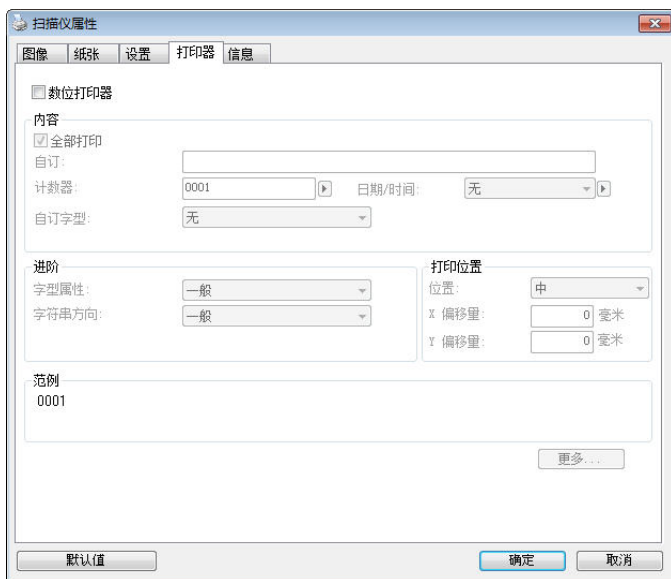 扫描仪属性
图像 纸张 设置 打印器 信息
数位打印器
内容
全部打印
自订:
计数器: 0001 日期/时间: 无
自订字型: 无
进阶
字型属性: 一般
字符串方向: 一般
打印位置
位置: 中
X 偏移量: 0 毫米
Y 偏移量: 0 毫米
范例
0001
更多...
默认值 确定 取消